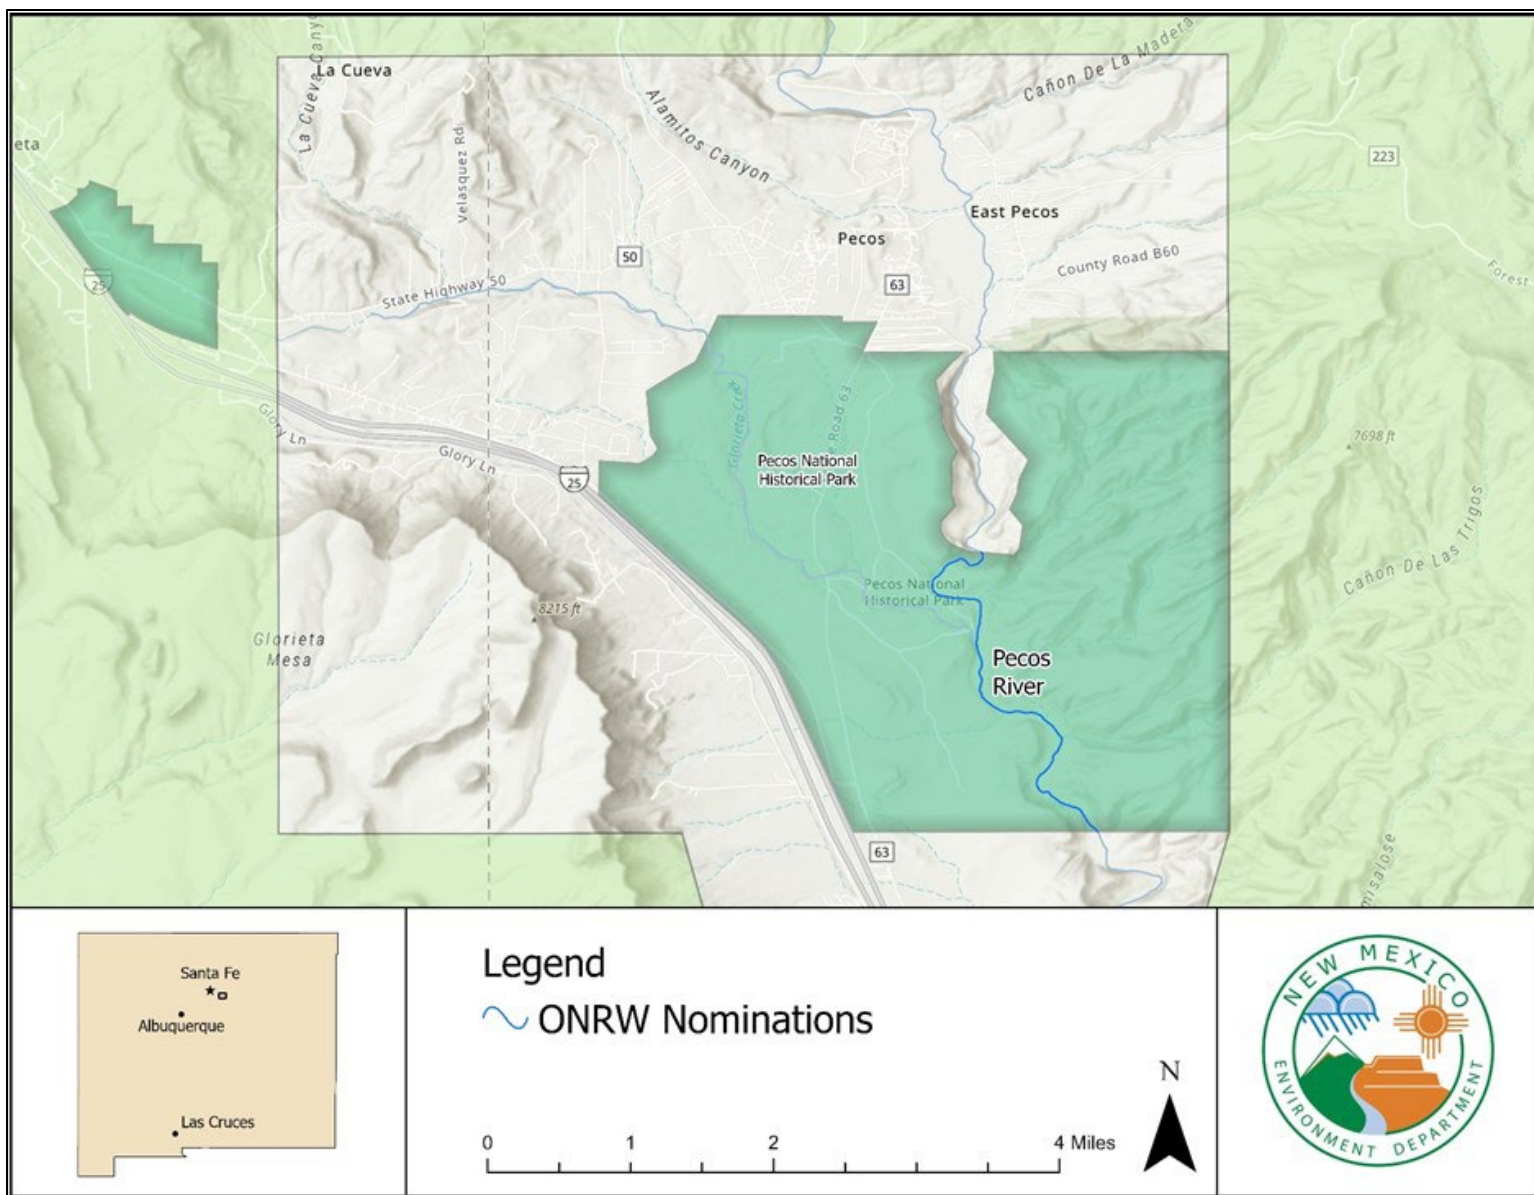 La Cueva
La Cueva Canyo
eta
Velasquez Rd
Alamitos Canyon
Cañon De La Madera
223
East Pecos
Pecos
50
63
County Road B60
Forest
25
State Highway 50
Glory Ln
Glory Ln
25
Glorieta Creek
e Road 63
Pecos National
Historical Park
7698 ft
Cañon De Las Trigos
Pecos National
Historical Park
8215 ft
Glorieta
Mesa
Pecos
River
63
misalose
Santa Fe
Albuquerque
Las Cruces
Legend
ONRW Nominations
0 1 2 4 Miles
N
NEW MEXICO
ENVIRONMENT DEPARTMENT